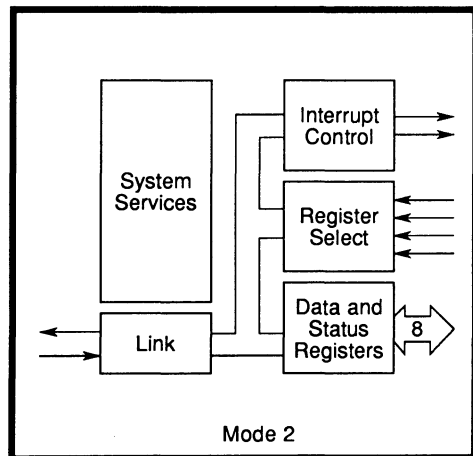 System
Services
Interrupt
Control
Register
Select
Link
Data and
Status
Registers
8
Mode 2